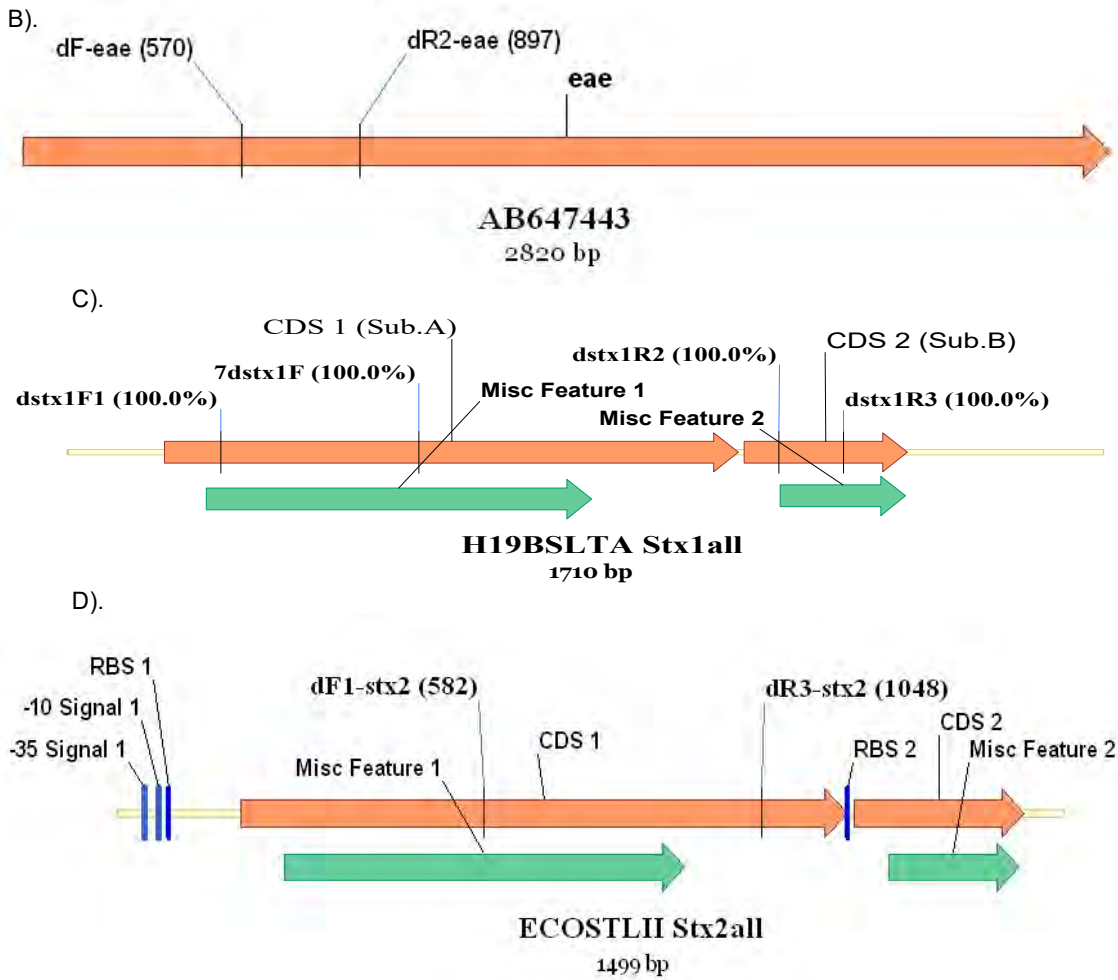 B).
dF-eae (570)
dR2-eae (897)
eae
AB647443
2820 bp
C).
CDS 1 (Sub.A)
CDS 2 (Sub.B)
dstx1R2 (100.0%)
7dstx1F (100.0%)
Misc Feature 1
dstx1F1 (100.0%)
Misc Feature 2
dstx1R3 (100.0%)
H19BSLTA Stx1all
1710 bp
D).
RBS 1
dF1-stx2 (582)
dR3-stx2 (1048)
-10 Signal 1
CDS 2
-35 Signal 1
CDS 1
RBS 2
Misc Feature 2
Misc Feature 1
ECOSTLII Stx2all
1499 bp